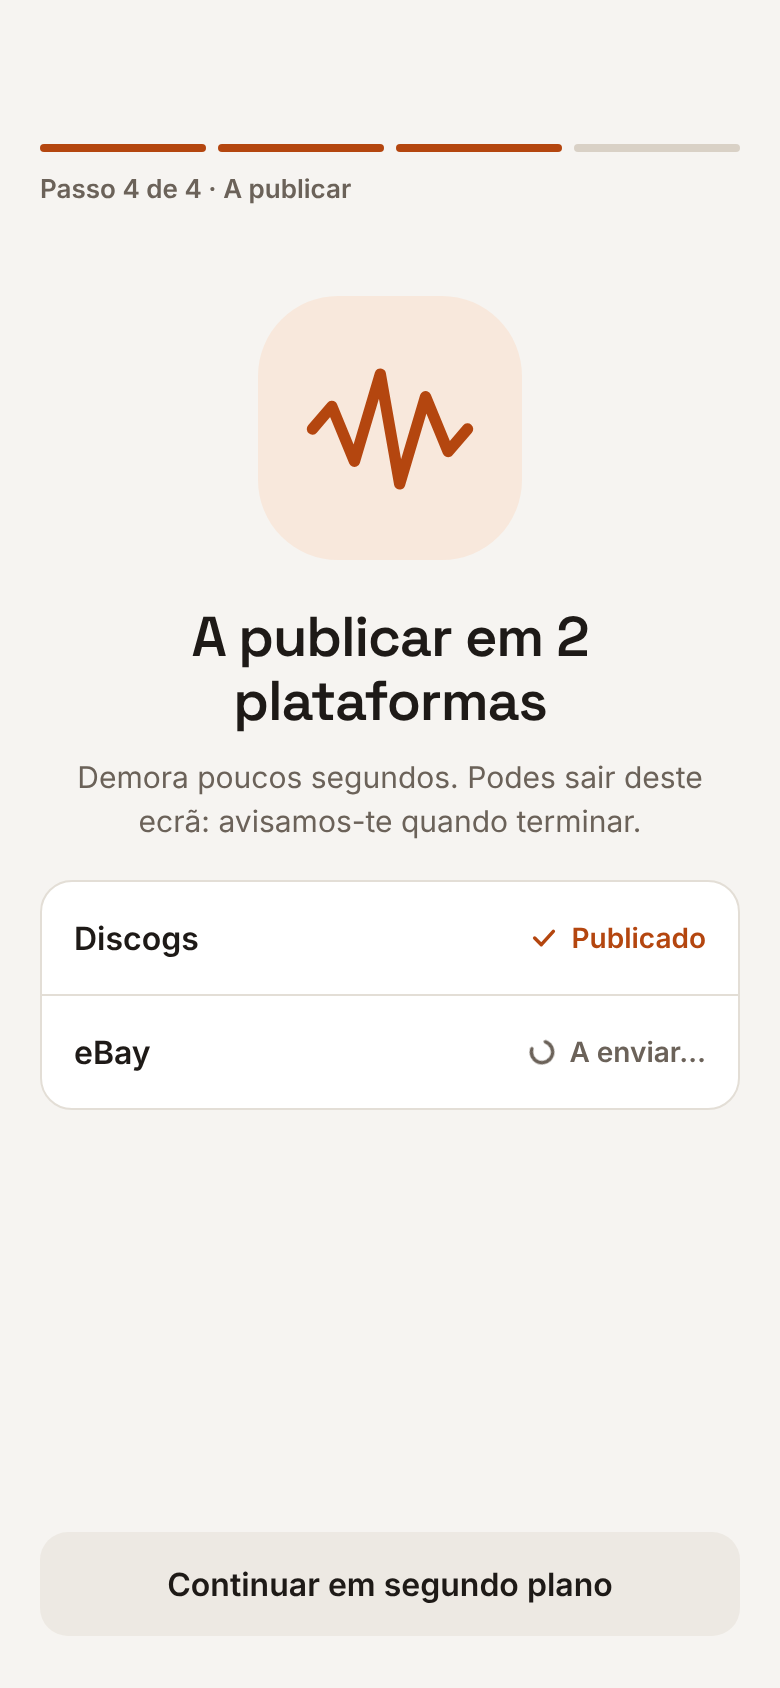 Passo 4 de 4 · A publicar
A publicar em 2
plataformas
Demora poucos segundos. Podes sair deste
ecrã: avisamos-te quando terminar.
Discogs
Publicado
eBay
A enviar...
Continuar em segundo plano